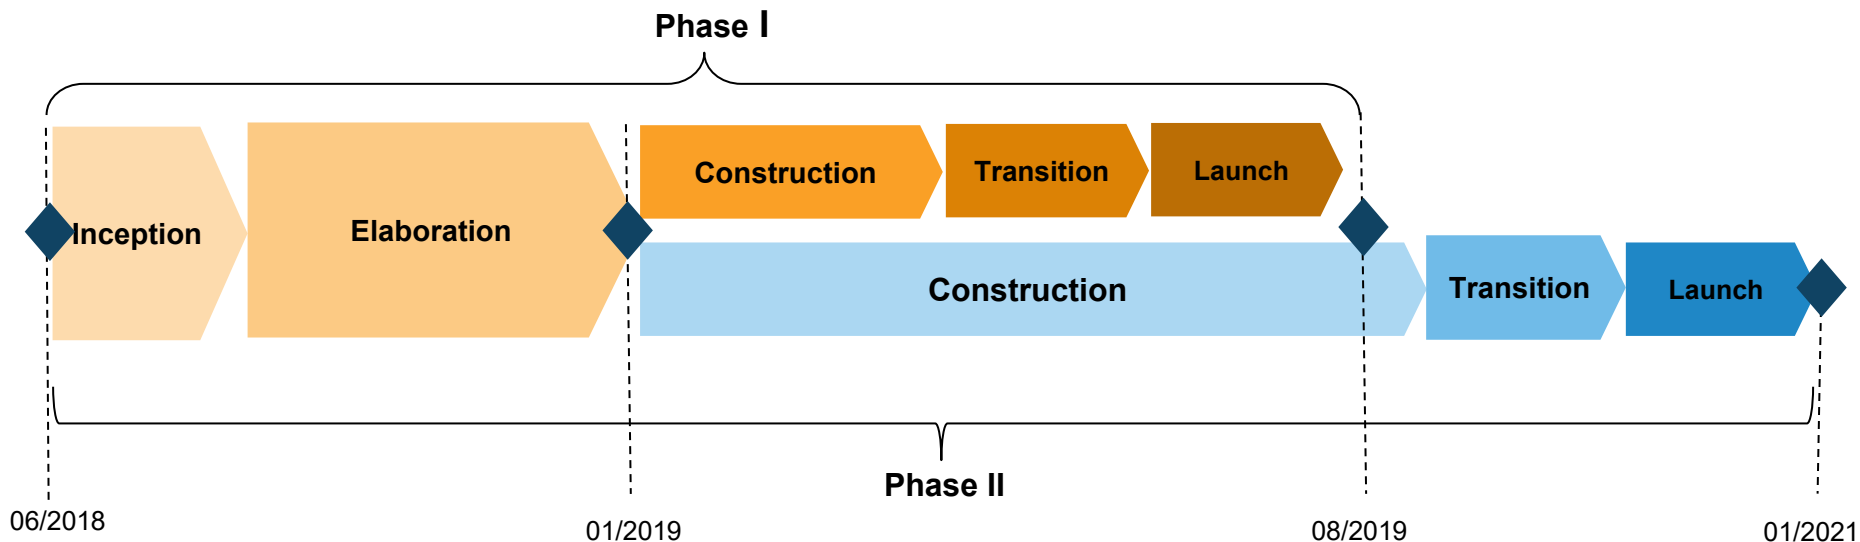 Phase I
Inception
Elaboration
Construction
Transition
Launch
Construction
Transition
Launch
Phase II
06/2018
01/2019
08/2019
01/2021